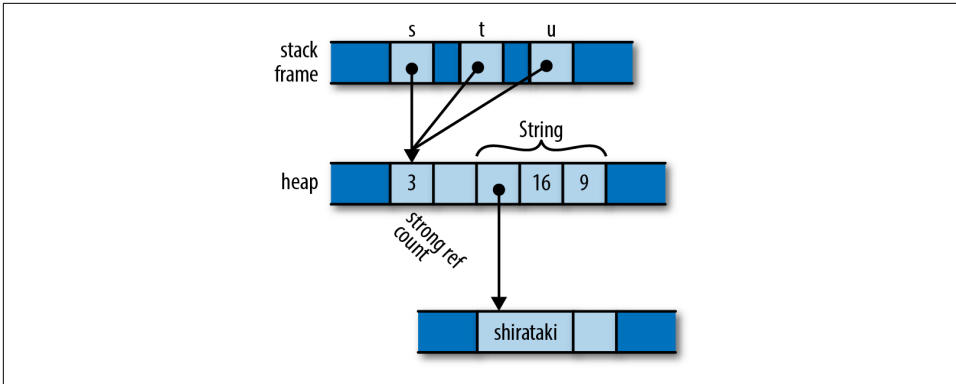 s t u
stack
frame
String
heap
3 16 9
strong ref
count
shirataki